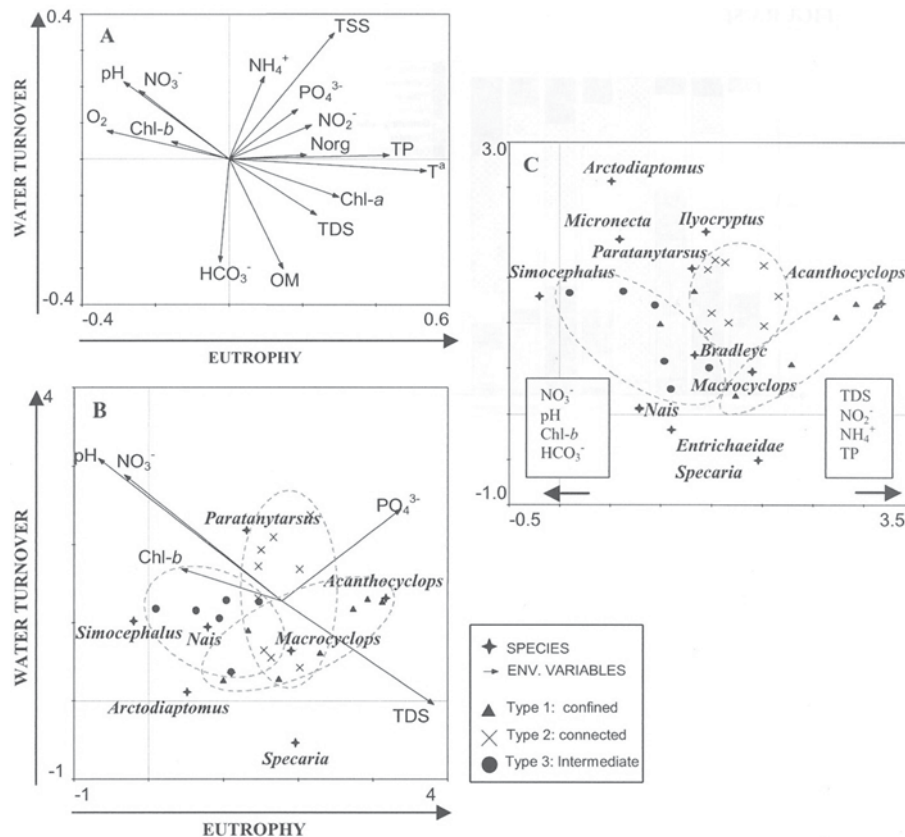 0.4
A
TSS
NH₄⁺
pH
NO₃⁻
PO₄³⁻
O₂
Chl-b
NO₂⁻
Norg
TP
Tª
Chl-a
TDS
HCO₃⁻
OM
WATER TURNOVER
-0.4
-0.4
0.6
EUTROPHY
4
B
pH
NO₃⁻
PO₄³⁻
Paratanytarsus
Chl-b
Acanthocyclops
Simocephalus
Nais
Macrocyclops
Arctodiaptomus
TDS
Specaria
WATER TURNOVER
-1
-1
4
EUTROPHY
3.0
C
Arctodiaptomus
Micronecta
Ilyocryptus
Paratanytarsus
Simocephalus
Acanthocyclops
Bradleyc
Macrocyclops
Nais
Entrichaeidae
Specaria
NO₃⁻
pH
Chl-b
HCO₃⁻
TDS
NO₂⁻
NH₄⁺
TP
-1.0
-0.5
3.5
SPECIES
ENV. VARIABLES
Type 1: confined
Type 2: connected
Type 3: Intermediate